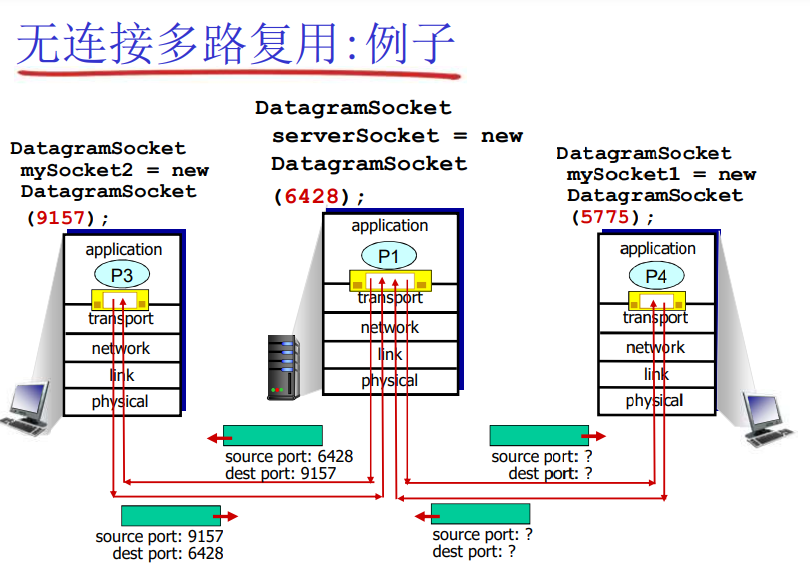 无连接多路复用:例子
DatagramSocket
serverSocket = new
DatagramSocket
(6428);
DatagramSocket
mySocket2 = new
DatagramSocket
(9157);
DatagramSocket
mySocket1 = new
DatagramSocket
(5775);
application
P3
transport
network
link
physical
application
P1
transport
network
link
physical
application
P4
transport
network
link
physical
source port: 6428
dest port: 9157
source port: ?
dest port: ?
source port: 9157
dest port: 6428
source port: ?
dest port: ?